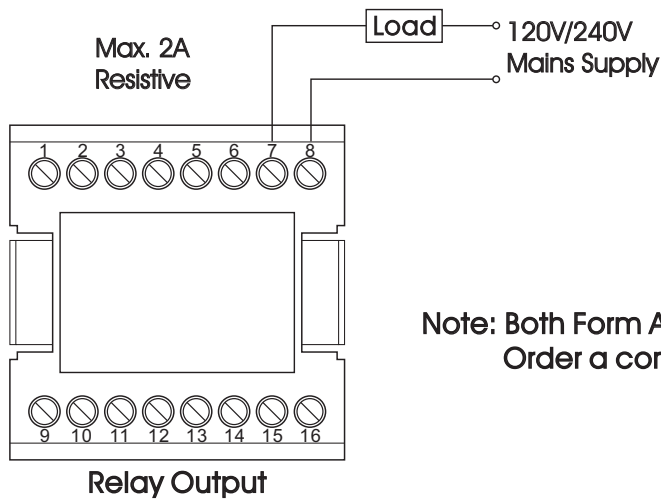 Max. 2A
Resistive
Load
120V/240V
Mains Supply
1 2 3 4 5 6 7 8
Note: Both Form A
Order a con
9 10 11 12 13 14 15 16
Relay Output